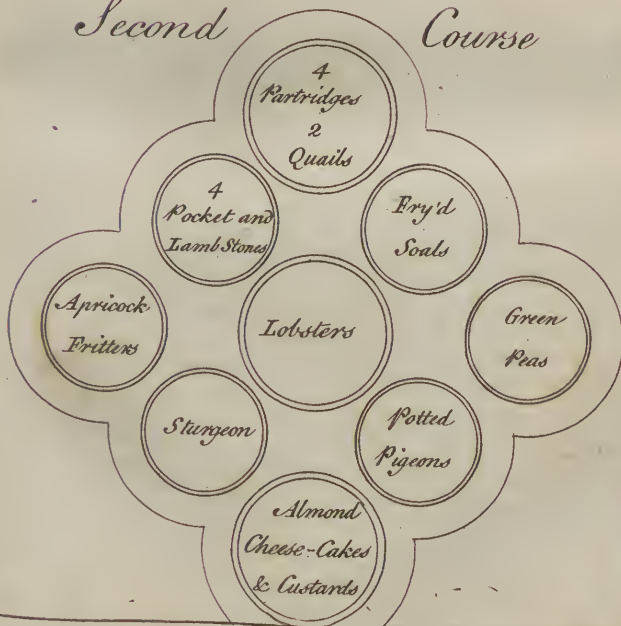 Second Course
4
Partridges
2
Quails
4
Pocket and
Lamb Stones
Fry'd
Soals
Apricock
Fritters
Lobsters
Green
Peas
Sturgeon
Potted
Pigeons
Almond
Cheese-Cakes
& Custards